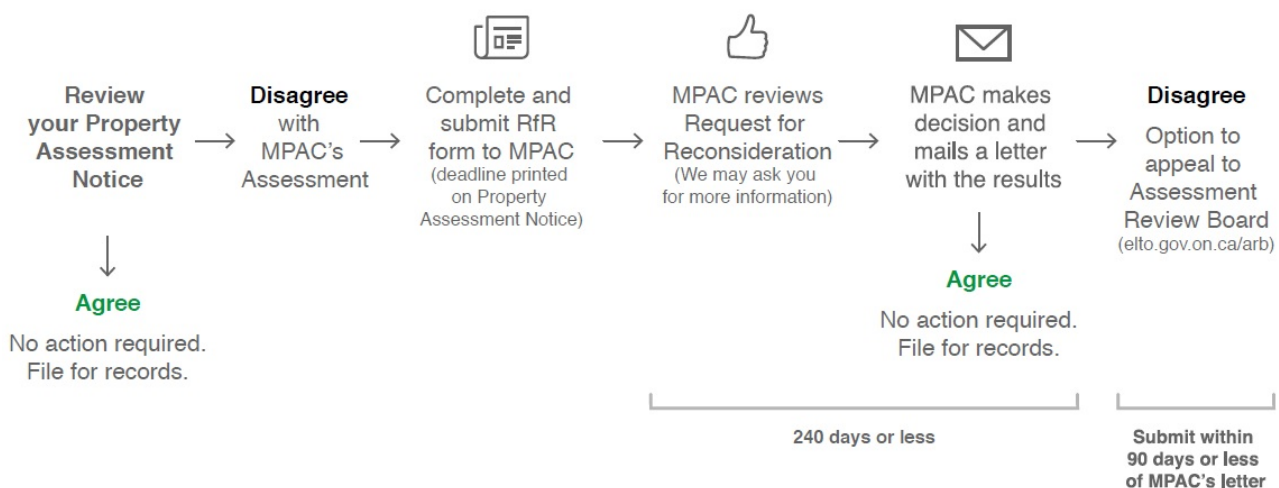 Review
your Property
Assessment
Notice
Agree
No action required.
File for records.
Disagree
with
MPAC's
Assessment
Complete and
submit RfR
form to MPAC
(deadline printed
on Property
Assessment Notice)
MPAC reviews
Request for
Reconsideration
(We may ask you
for more information)
MPAC makes
decision and
mails a letter
with the results
Agree
No action required.
File for records.
240 days or less
Disagree
Option to
appeal to
Assessment
Review Board
(elto.gov.on.ca/arb)
Submit within
90 days or less
of MPAC's letter